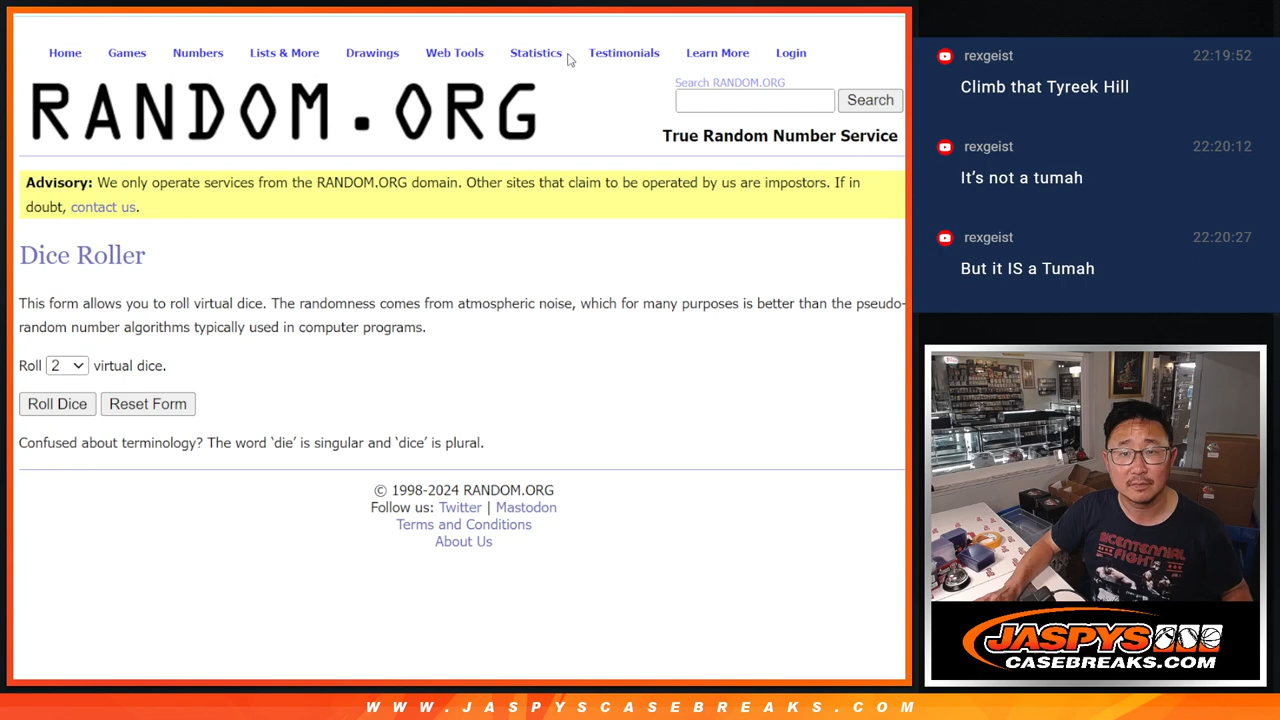 Home Games Numbers Lists & More Drawings Web Tools Statistics Testimonials Learn More Login
RANDOM.ORG
Search RANDOM.ORG
Search
True Random Number Service
Advisory: We only operate services from the RANDOM.ORG domain. Other sites that claim to be operated by us are impostors. If in
doubt, contact us.
Dice Roller
This form allows you to roll virtual dice. The randomness comes from atmospheric noise, which for many purposes is better than the pseudo-
random number algorithms typically used in computer programs.
Roll 2 virtual dice.
Roll Dice Reset Form
Confused about terminology? The word ‘die’ is singular and ‘dice’ is plural.
© 1998-2024 RANDOM.ORG
Follow us: Twitter | Mastodon
Terms and Conditions
About Us
rexgeist 22:19:52
Climb that Tyreek Hill
rexgeist 22:20:12
It’s not a tumah
rexgeist 22:20:27
But it IS a Tumah
BICENTENNIAL
FIGHT
JASPYS
CASEBREAKS.COM
WWW.JASPYSCASEBREAKS.COM